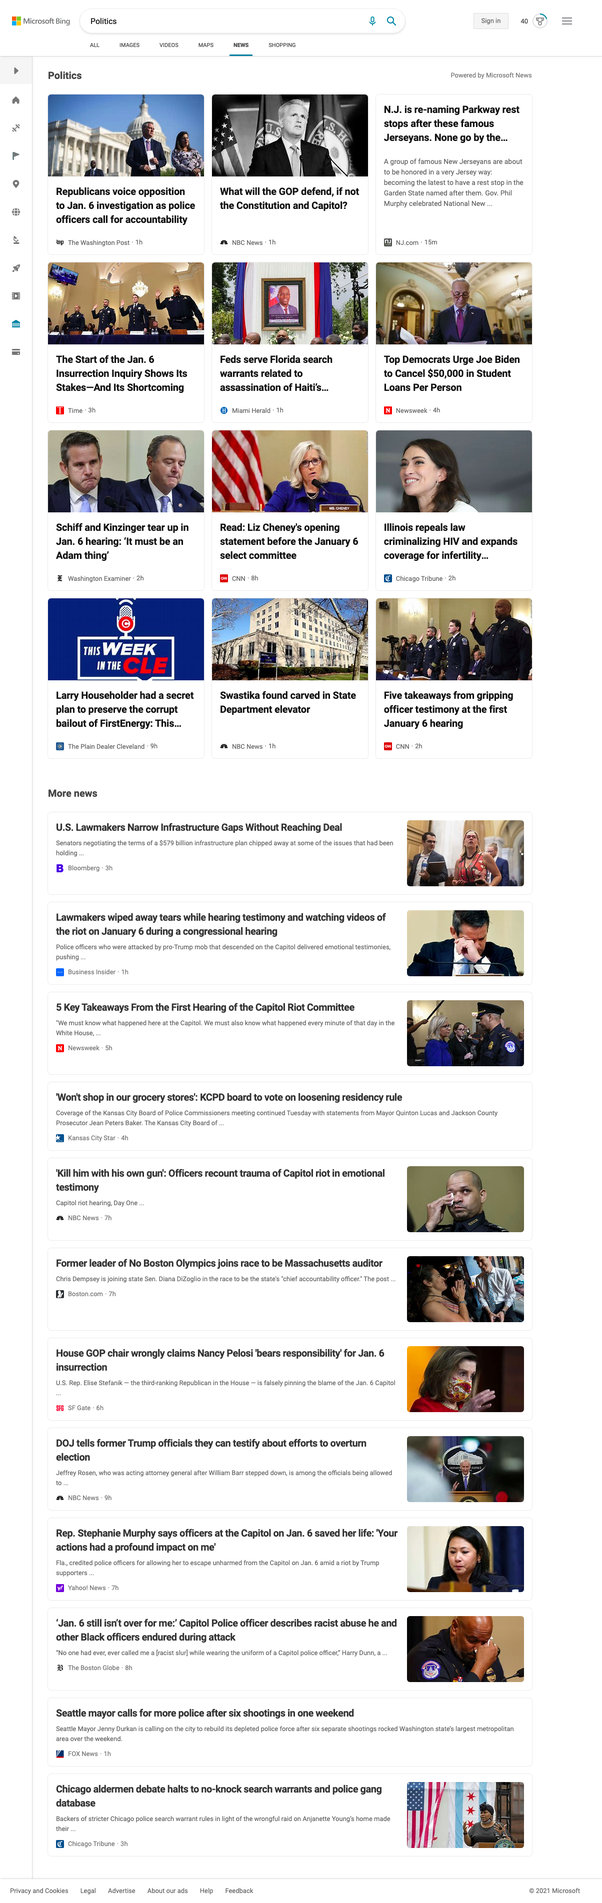 Microsoft Bing
Politics
Sign in
40
ALL IMAGES VIDEOS MAPS NEWS SHOPPING
Politics
Powered by Microsoft News
Republicans voice opposition
to Jan. 6 investigation as police
officers call for accountability
The Washington Post · 1h
What will the GOP defend, if not
the Constitution and Capitol?
NBC News · 1h
N.J. is re-naming Parkway rest
stops after these famous
Jerseyans. None go by the...
A group of famous New Jerseyans are about
to be honored in a very Jersey way:
becoming the latest to have a rest stop in the
Garden State named after them. Gov. Phil
Murphy celebrated National New ...
NJ.com · 15m
The Start of the Jan. 6
Insurrection Inquiry Shows Its
Stakes—And Its Shortcoming
Time · 3h
Feds serve Florida search
warrants related to
assassination of Haiti's...
Miami Herald · 1h
Top Democrats Urge Joe Biden
to Cancel $50,000 in Student
Loans Per Person
Newsweek · 4h
Schiff and Kinzinger tear up in
Jan. 6 hearing: 'It must be an
Adam thing'
Washington Examiner · 2h
MS. CHENEY
Read: Liz Cheney's opening
statement before the January 6
select committee
CNN · 8h
Illinois repeals law
criminalizing HIV and expands
coverage for infertility...
Chicago Tribune · 2h
THIS WEEK
IN THE CLE
Larry Householder had a secret
plan to preserve the corrupt
bailout of FirstEnergy: This...
The Plain Dealer Cleveland · 9h
Swastika found carved in State
Department elevator
NBC News · 1h
Five takeaways from gripping
officer testimony at the first
January 6 hearing
CNN · 2h
More news
U.S. Lawmakers Narrow Infrastructure Gaps Without Reaching Deal
Senators negotiating the terms of a $579 billion infrastructure plan chipped away at some of the issues that had been
holding ...
Bloomberg · 3h
Lawmakers wiped away tears while hearing testimony and watching videos of
the riot on January 6 during a congressional hearing
Police officers who were attacked by pro-Trump mob that descended on the Capitol delivered emotional testimonies,
pushing ...
Business Insider · 1h
5 Key Takeaways From the First Hearing of the Capitol Riot Committee
"We must know what happened here at the Capitol. We must also know what happened every minute of that day in the
White House, ...
Newsweek · 5h
'Won't shop in our grocery stores': KCPD board to vote on loosening residency rule
Coverage of the Kansas City Board of Police Commissioners meeting continued Tuesday with statements from Mayor Quinton Lucas and Jackson County
Prosecutor Jean Peters Baker. The Kansas City Board of ...
Kansas City Star · 4h
'Kill him with his own gun': Officers recount trauma of Capitol riot in emotional
testimony
Capitol riot hearing, Day One ...
NBC News · 7h
Former leader of No Boston Olympics joins race to be Massachusetts auditor
Chris Dempsey is joining state Sen. Diana DiZoglio in the race to be the state's "chief accountability officer." The post ...
Boston.com · 7h
House GOP chair wrongly claims Nancy Pelosi 'bears responsibility' for Jan. 6
insurrection
U.S. Rep. Elise Stefanik — the third-ranking Republican in the House — is falsely pinning the blame of the Jan. 6 Capitol
...
SF Gate · 6h
DOJ tells former Trump officials they can testify about efforts to overturn
election
Jeffrey Rosen, who was acting attorney general after William Barr stepped down, is among the officials being allowed
to ...
NBC News · 9h
Rep. Stephanie Murphy says officers at the Capitol on Jan. 6 saved her life: 'Your
actions had a profound impact on me'
Fla., credited police officers for allowing her to escape unharmed from the Capitol on Jan. 6 amid a riot by Trump
supporters ...
Yahoo! News · 7h
'Jan. 6 still isn't over for me:' Capitol Police officer describes racist abuse he and
other Black officers endured during attack
"No one had ever, ever called me a [racist slur] while wearing the uniform of a Capitol police officer," Harry Dunn, a ...
The Boston Globe · 8h
Seattle mayor calls for more police after six shootings in one weekend
Seattle Mayor Jenny Durkan is calling on the city to rebuild its depleted police force after six separate shootings rocked Washington state's largest metropolitan
area over the weekend.
FOX News · 1h
Chicago aldermen debate halts to no-knock search warrants and police gang
database
Backers of stricter Chicago police search warrant rules in light of the wrongful raid on Anjanette Young's home made
their ...
Chicago Tribune · 3h
Privacy and Cookies Legal Advertise About our ads Help Feedback
© 2021 Microsoft